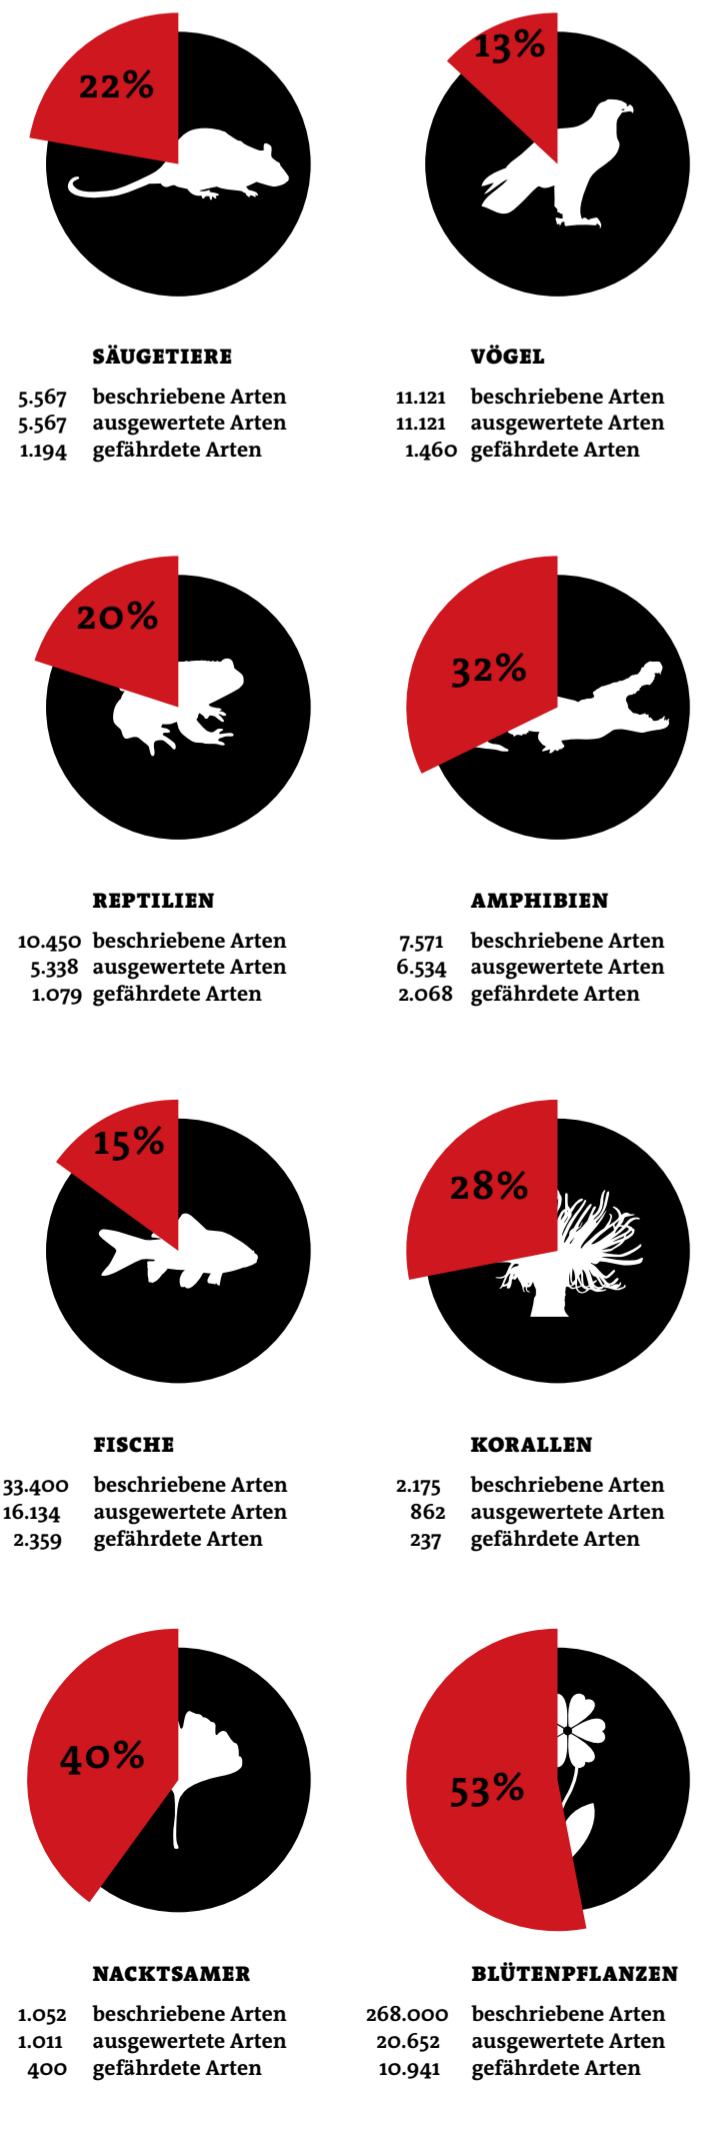 22%
13%
SÄUGETIERE
5.567 beschriebene Arten
5.567 ausgewertete Arten
1.194 gefährdete Arten
VÖGEL
11.121 beschriebene Arten
11.121 ausgewertete Arten
1.460 gefährdete Arten
20%
32%
REPTILIEN
10.450 beschriebene Arten
5.338 ausgewertete Arten
1.079 gefährdete Arten
AMPHIBIEN
7.571 beschriebene Arten
6.534 ausgewertete Arten
2.068 gefährdete Arten
15%
28%
FISCHE
33.400 beschriebene Arten
16.134 ausgewertete Arten
2.359 gefährdete Arten
KORALLEN
2.175 beschriebene Arten
862 ausgewertete Arten
237 gefährdete Arten
40%
53%
NACKTSAMER
1.052 beschriebene Arten
1.011 ausgewertete Arten
400 gefährdete Arten
BLÜTENPFLANZEN
268.000 beschriebene Arten
20.652 ausgewertete Arten
10.941 gefährdete Arten